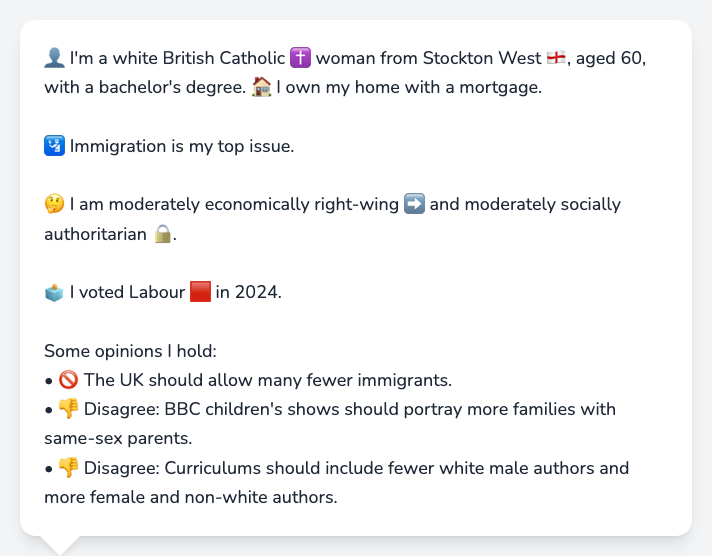 👤 I'm a white British Catholic ✝️ woman from Stockton West 🏴󠁧󠁢󠁥󠁮󠁧󠁿, aged 60,
with a bachelor's degree. 🏠 I own my home with a mortgage.
🛂 Immigration is my top issue.
🤔 I am moderately economically right-wing ➡️ and moderately socially
authoritarian 🔒.
🗳️ I voted Labour 🟥 in 2024.
Some opinions I hold:
• 🚫 The UK should allow many fewer immigrants.
• 👎 Disagree: BBC children's shows should portray more families with
same-sex parents.
• 👎 Disagree: Curriculums should include fewer white male authors and
more female and non-white authors.